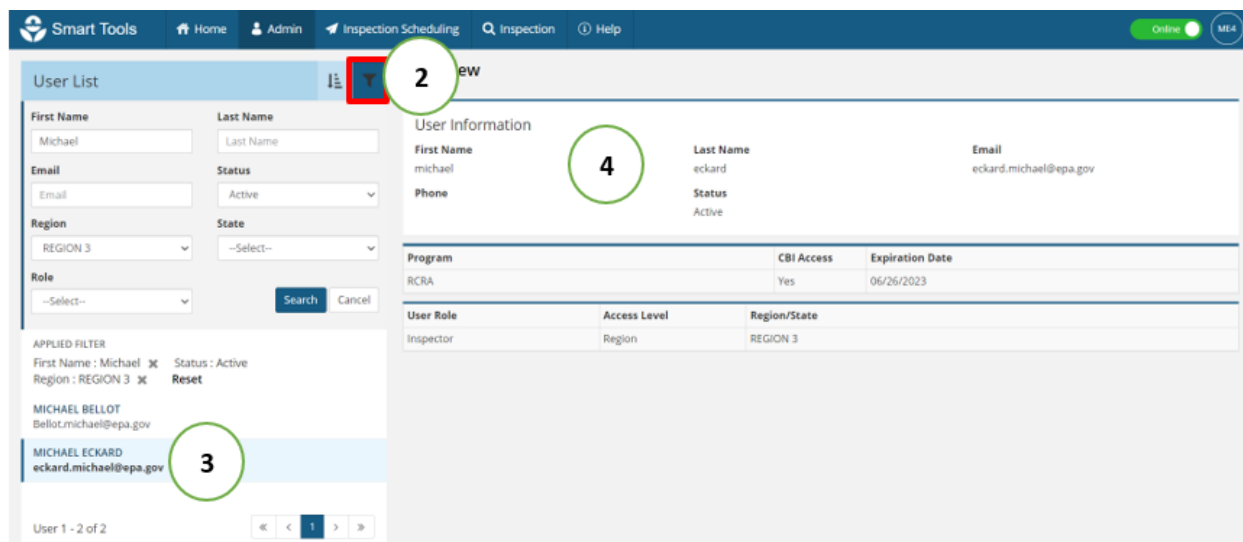 Smart Tools
Home
Admin
Inspection Scheduling
Inspection
Help
Online
ME4
User List
2
ew
First Name
Last Name
Michael
Last Name
Email
Status
Email
Active
Region
State
REGION 3
--Select--
Role
--Select--
Search
Cancel
APPLIED FILTER
First Name : Michael ✖ Status : Active
Region : REGION 3 ✖ Reset
MICHAEL BELLOT
Bellot.michael@epa.gov
MICHAEL ECKARD
eckard.michael@epa.gov
3
User 1 - 2 of 2
« < 1 > »
User Information
4
First Name
Last Name
Email
michael
eckard
eckard.michael@epa.gov
Phone
Status
Active
Program
CBI Access
Expiration Date
RCRA
Yes
06/26/2023
User Role
Access Level
Region/State
Inspector
Region
REGION 3